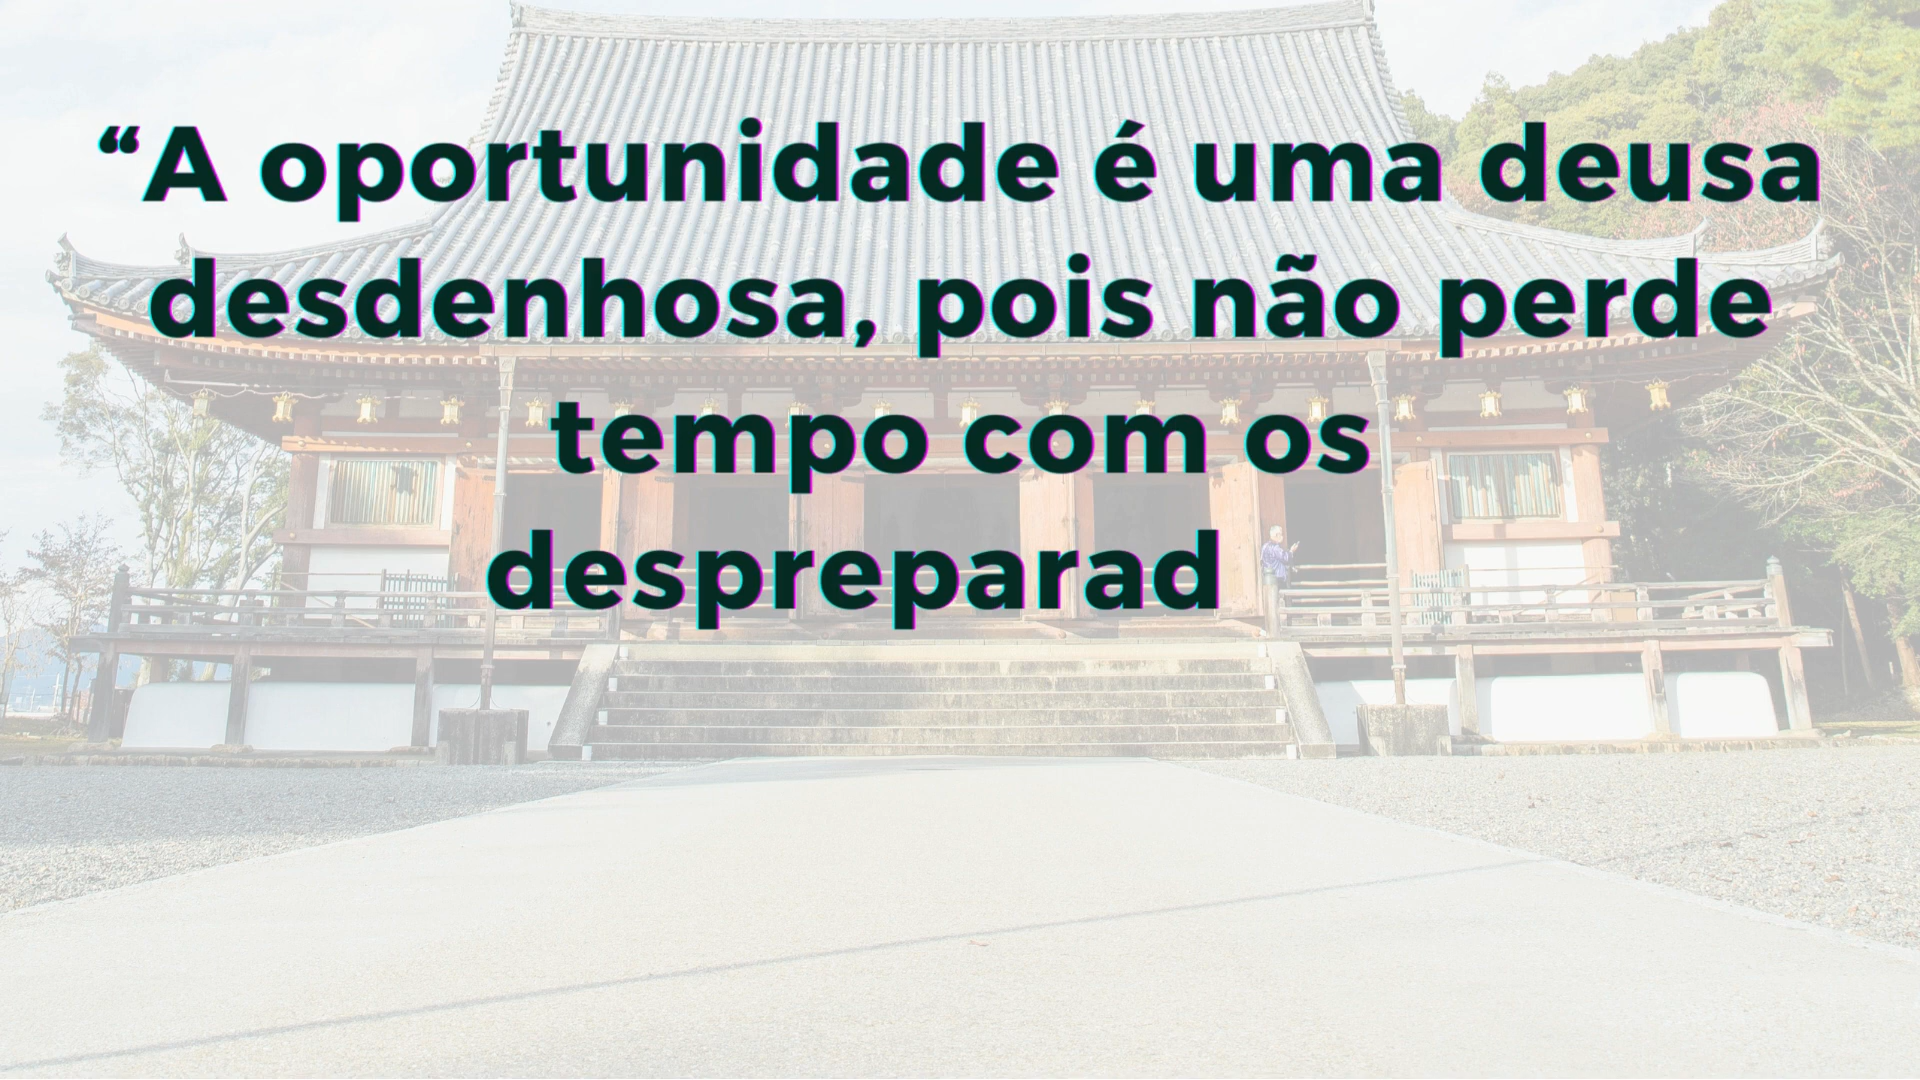 “A oportunidade é uma deusa
desdenhosa, pois não perde
tempo com os
despreparad